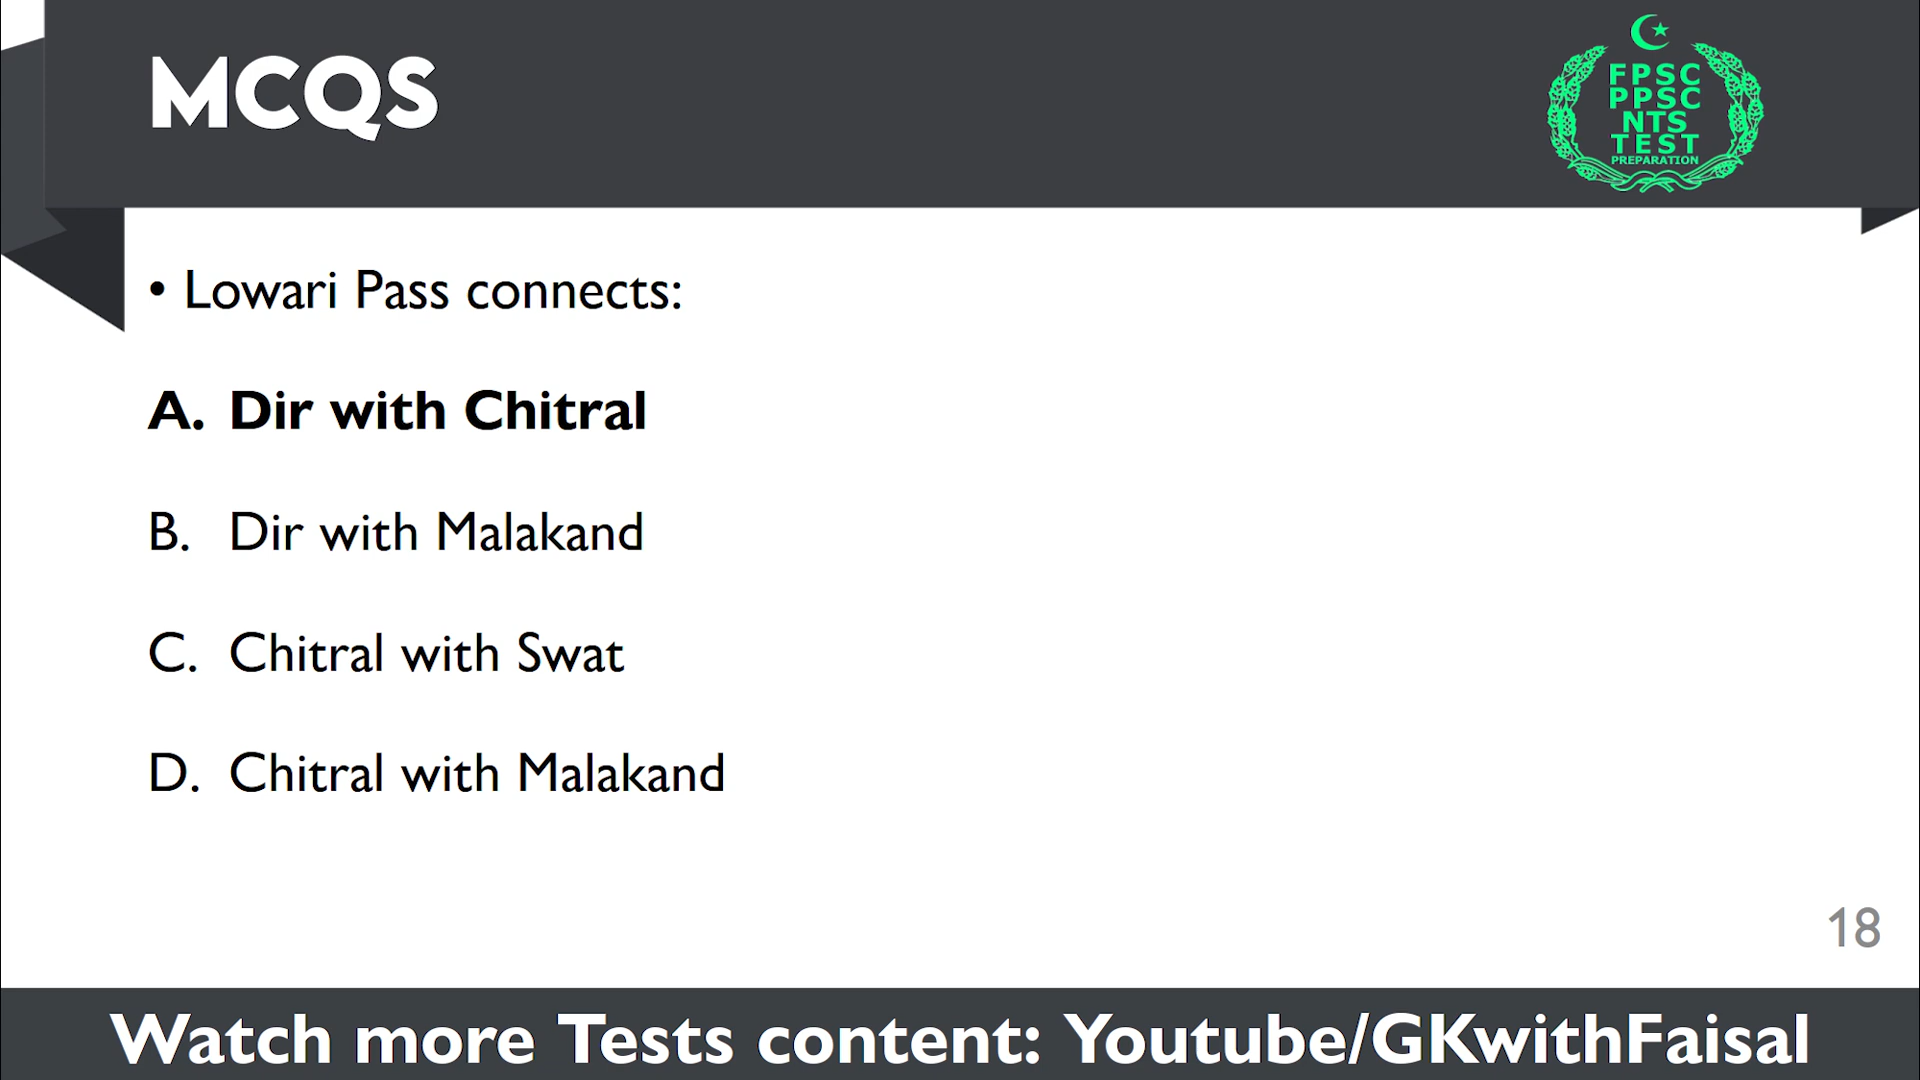 MCQS
FPSC
PPSC
NTS
TEST
PREPARATION
• Lowari Pass connects:
A. Dir with Chitral
B. Dir with Malakand
C. Chitral with Swat
D. Chitral with Malakand
18
Watch more Tests content: Youtube/GKwithFaisal